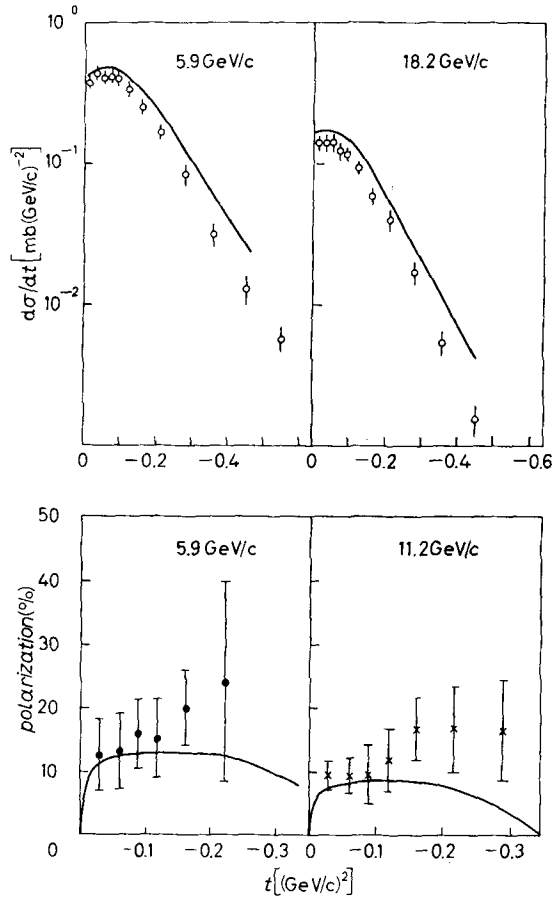 5.9 GeV/c
18.2 GeV/c
10⁰
10⁻¹
10⁻²
dσ/dt[mb(GeV/c)⁻²]
0 −0.2 −0.4
0 −0.2 −0.4 −0.6
5.9 GeV/c
11.2 GeV/c
50
40
30
20
10
0
polarization(%)
−0.1 −0.2 −0.3
0 −0.1 −0.2 −0.3
t[(GeV/c)²]